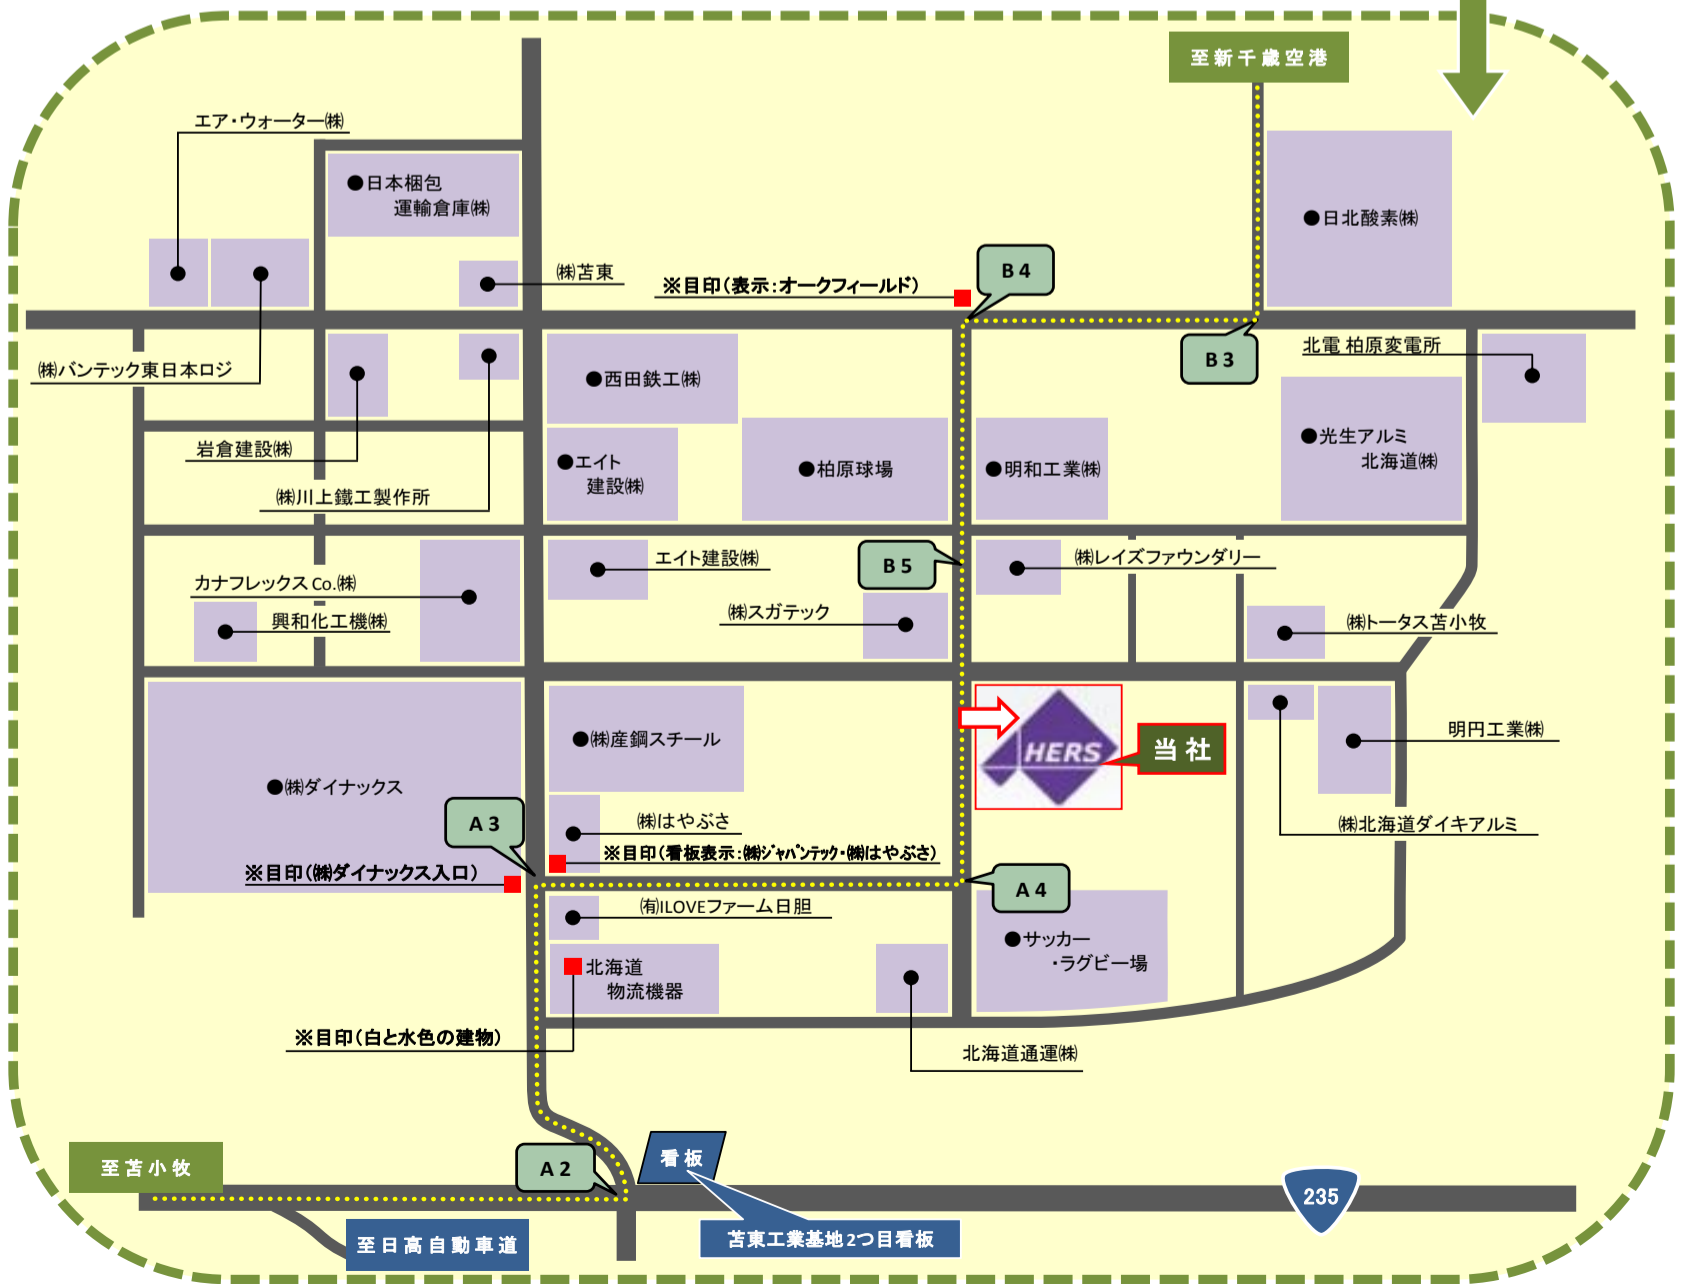 至新千歳空港
エア・ウォーター㈱
●日本梱包
運輸倉庫㈱
●日北酸素㈱
㈱苫東
※目印(表示:オークフィールド)
B 4
B 3
北電 柏原変電所
㈱バンテック東日本ロジ
●西田鉄工㈱
岩倉建設㈱
●エイト
建設㈱
●柏原球場
●明和工業㈱
●光生アルミ
北海道㈱
㈱川上鐵工製作所
エイト建設㈱
B 5
㈱レイズファウンダリー
カナフレックス Co.㈱
興和化工機㈱
㈱スガテック
㈱トータス苫小牧
●㈱産鋼スチール
HERS
当 社
明円工業㈱
●㈱ダイナックス
A 3
㈱はやぶさ
㈱北海道ダイキアルミ
※目印(看板表示:㈱ジャパンテック・㈱はやぶさ)
※目印(㈱ダイナックス入口)
A 4
㈲ILOVEファーム日胆
●サッカー
・ラグビー場
北海道
物流機器
※目印(白と水色の建物)
北海道通運㈱
至苫小牧
A 2
看 板
235
至日高自動車道
苫東工業基地2つ目看板